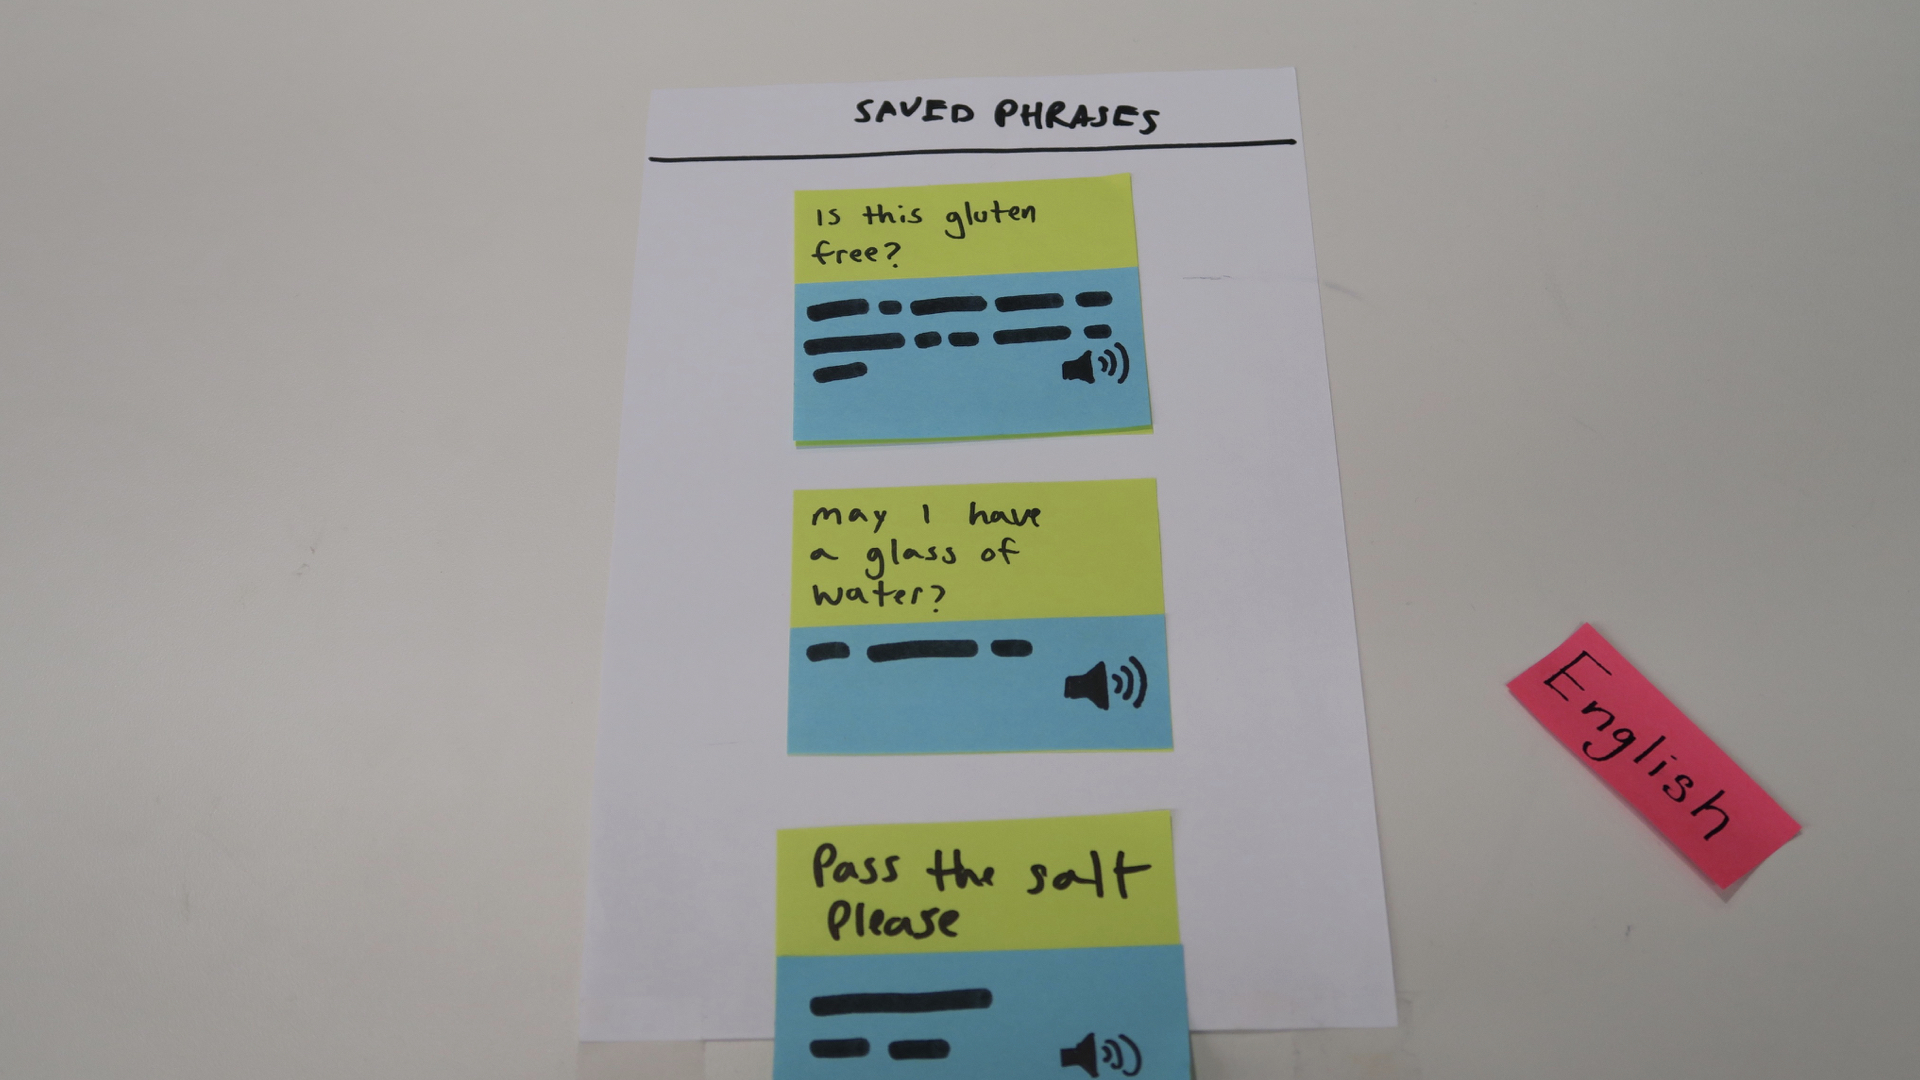 SAVED PHRASES
Is this gluten
free?
may I have
a glass of
water?
Pass the salt
Please
English